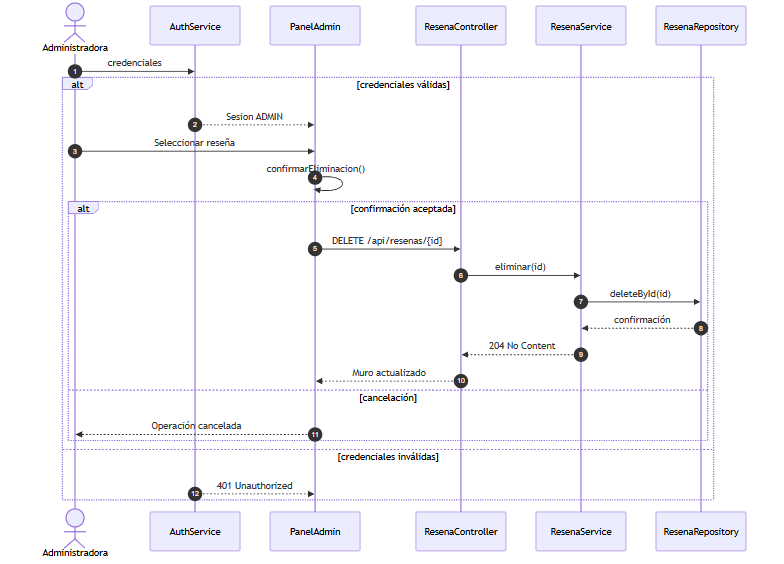 Administradora
AuthService
PanelAdmin
ResenaController
ResenaService
ResenaRepository
1 credenciales
alt [credenciales válidas]
2 Sesion ADMIN
3 Seleccionar reseña
confirmarEliminacion()
4
alt [confirmación aceptada]
5 DELETE /api/resenas/{id}
6 eliminar(id)
7 deleteById(id)
confirmación 8
204 No Content 9
Muro actualizado 10
[cancelación]
Operación cancelada 11
[credenciales inválidas]
12 401 Unauthorized
Administradora
AuthService
PanelAdmin
ResenaController
ResenaService
ResenaRepository